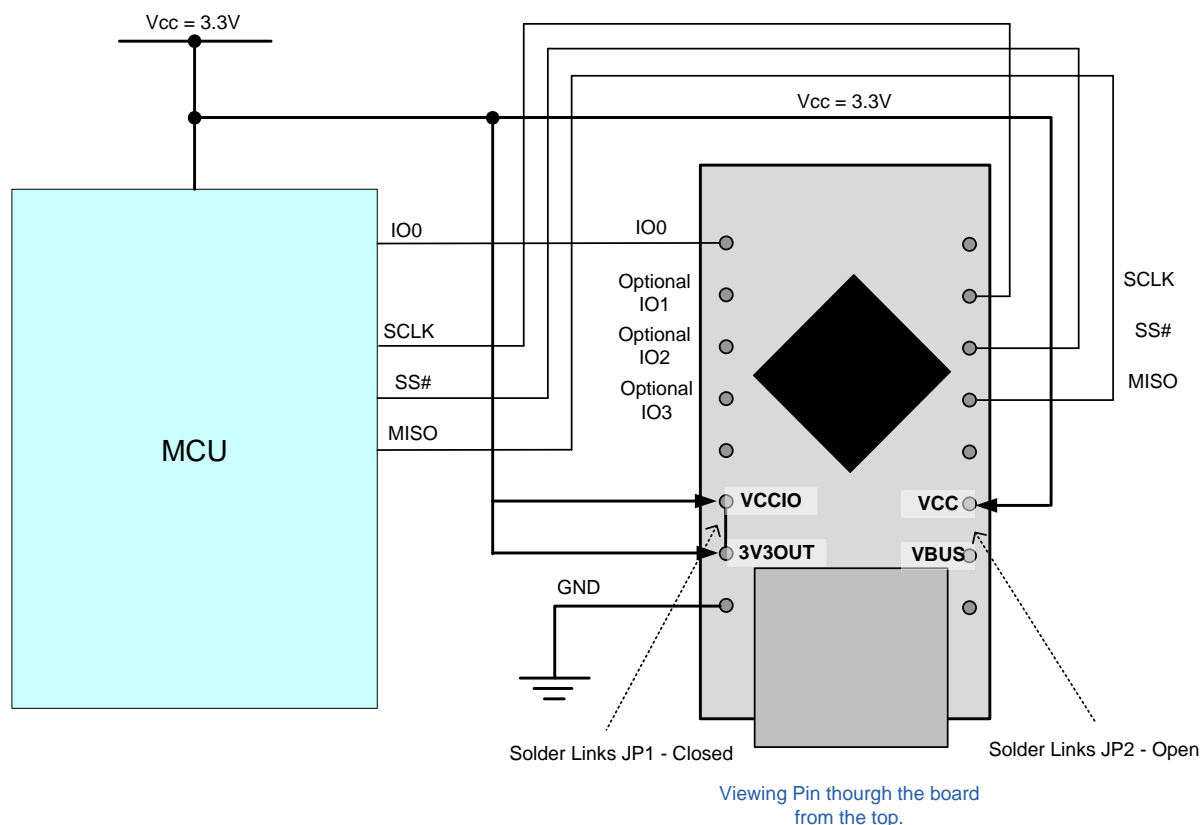 Vcc = 3.3V
Vcc = 3.3V
IO0
IO0
Optional
IO1
SCLK
SCLK
Optional
IO2
SS#
SS#
Optional
IO3
MISO
MISO
MCU
VCCIO
VCC
3V3OUT
VBUS
GND
Solder Links JP1 - Closed
Solder Links JP2 - Open
Viewing Pin thourgh the board
from the top.